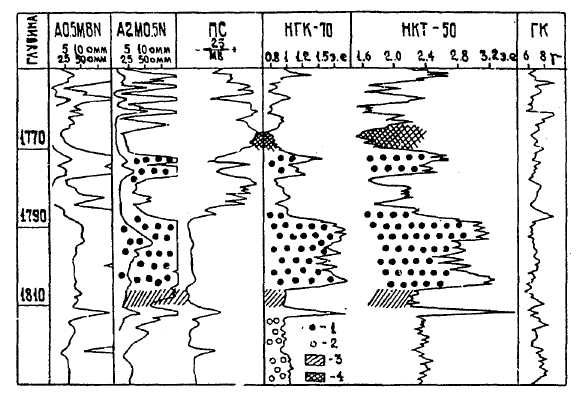 ГЛУБИНА
А0.5М8N
А2М0.5N
ПС
НГК-70
НКТ-50
ГК
5 10 омм
25 50 омм
5 10 омм
25 50 омм
- 25 +
мв
0.8 1 1.2 1.5 э.е
1.6 2.0 2.4 2.8 3.2 э.е
6 8 γ
1770
1790
1810
- 1
- 2
- 3
- 4